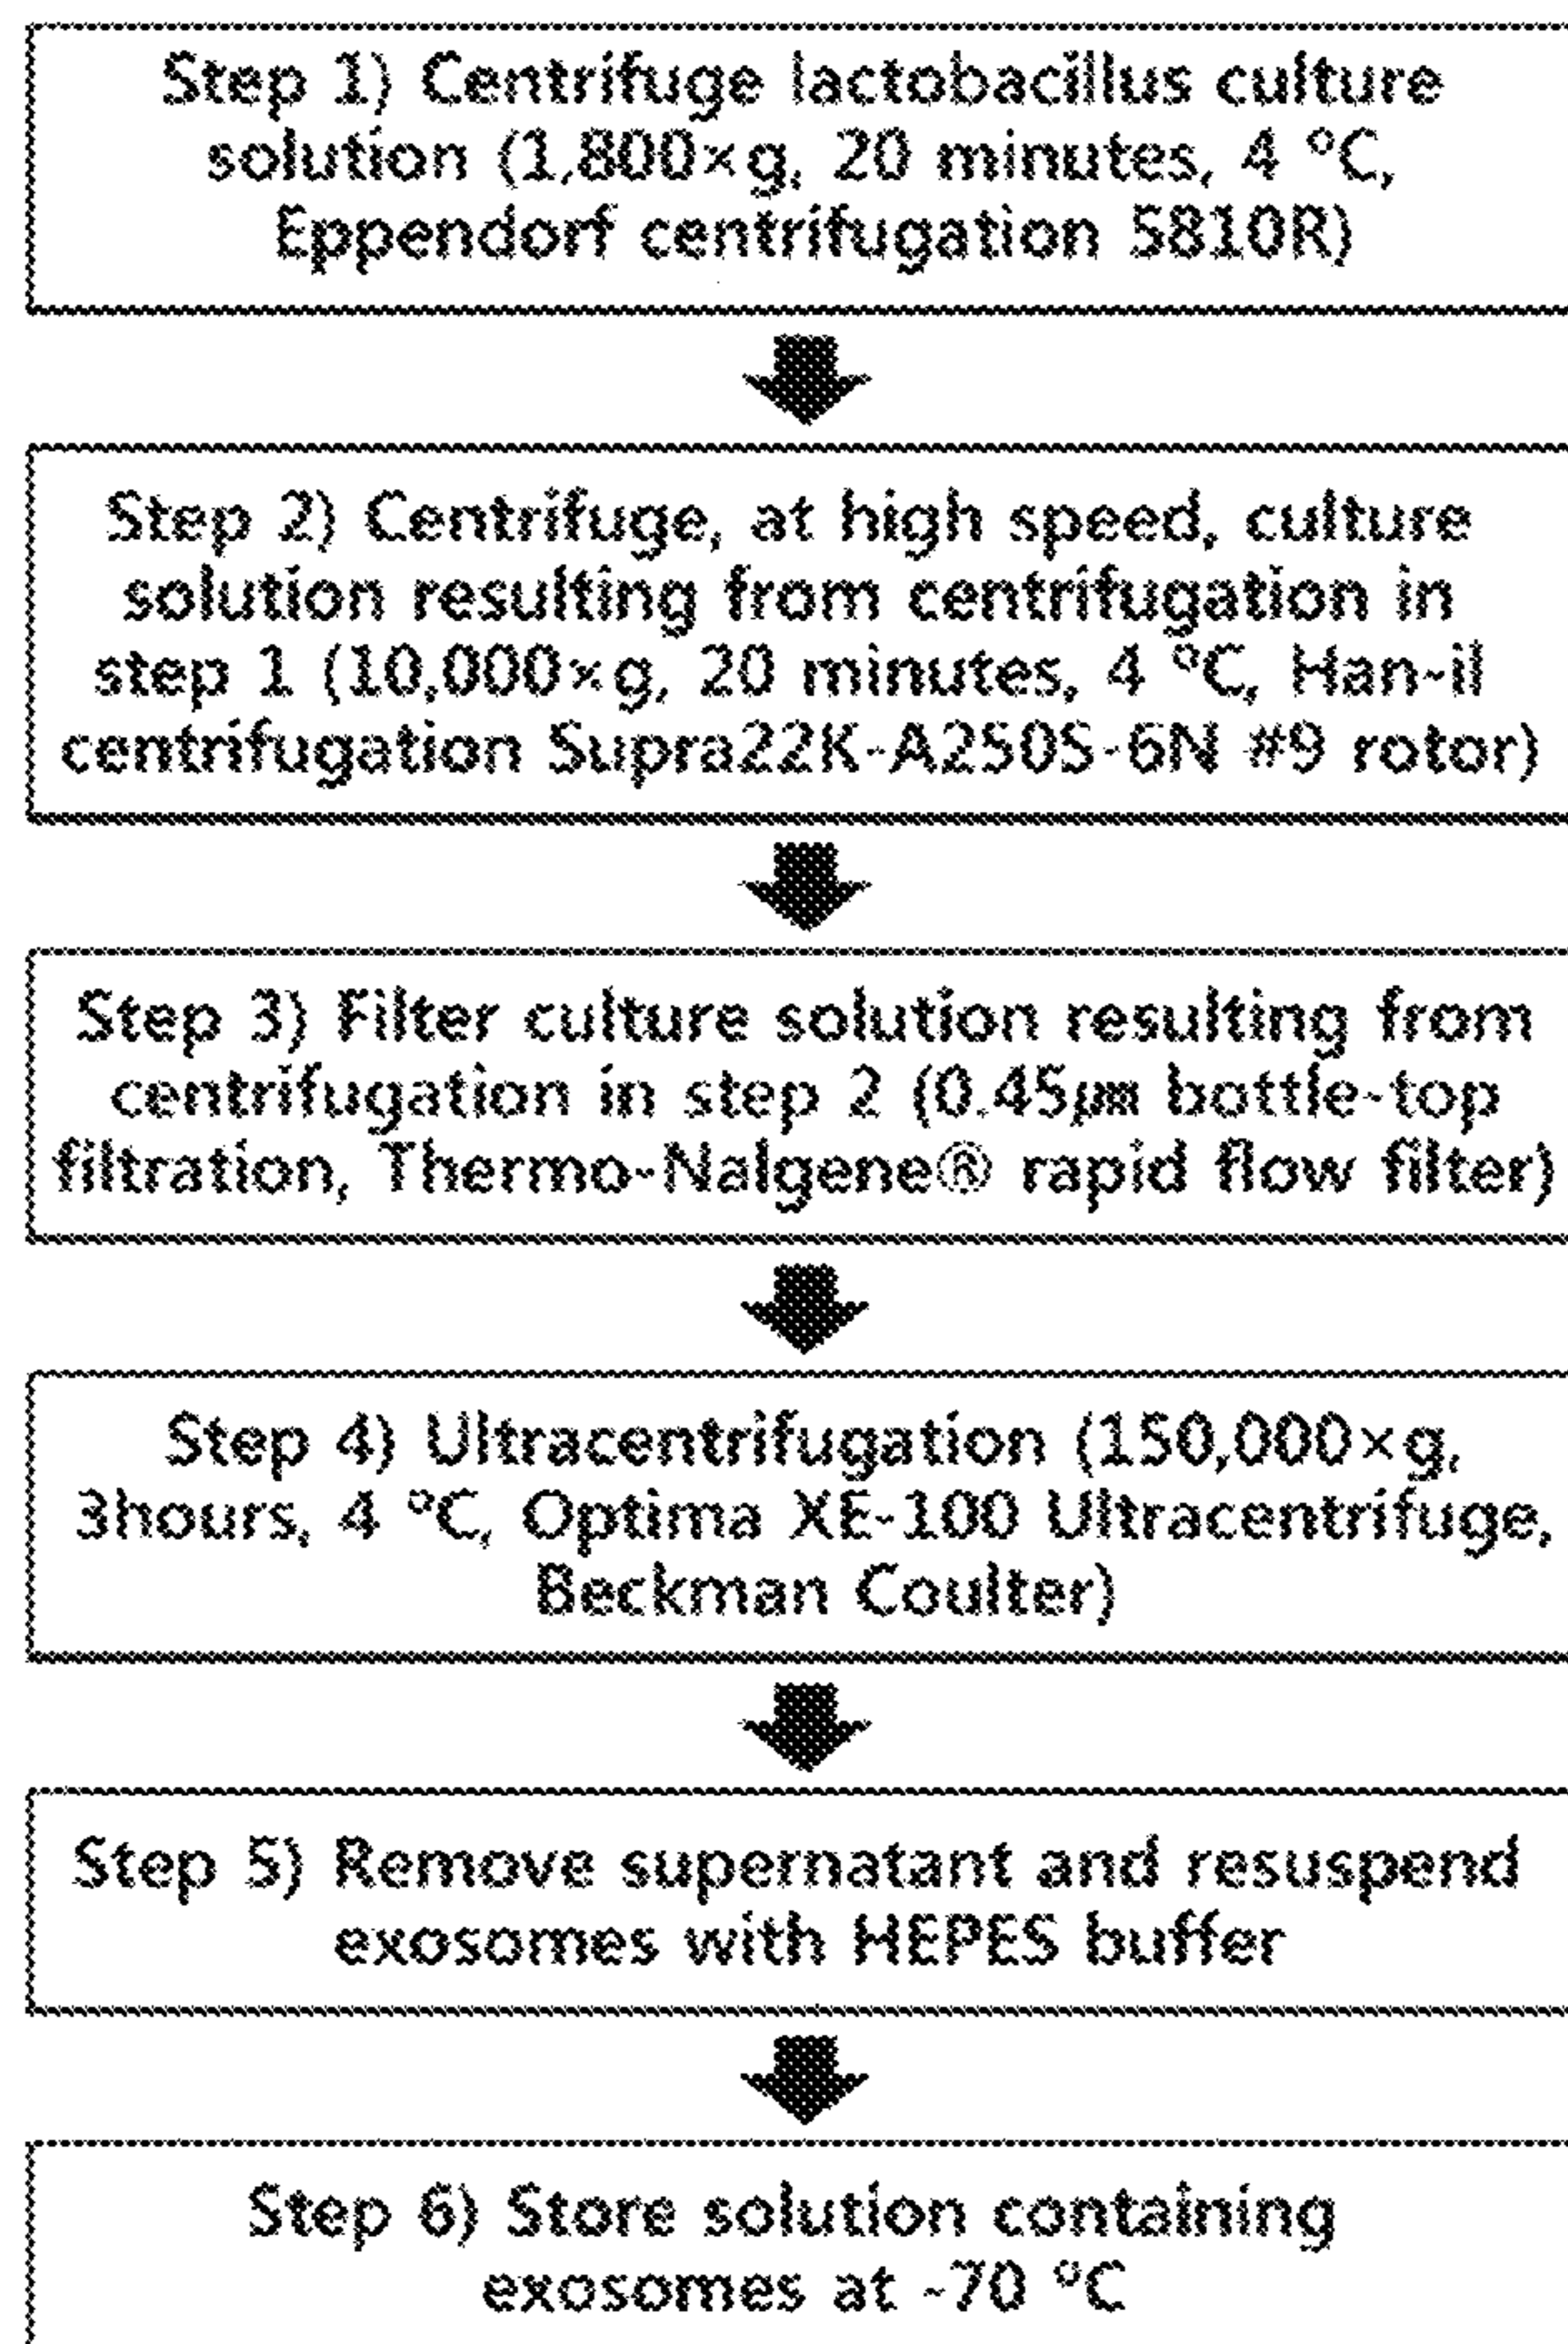 Step 1) Centrifuge lactobacillus culture
solution (1,800×g, 20 minutes, 4 °C,
Eppendorf centrifugation 5810R)
Step 2) Centrifuge, at high speed, culture
solution resulting from centrifugation in
step 1 (10,000×g, 20 minutes, 4 °C, Han-il
centrifugation Supra22K-A250S-6N #9 rotor)
Step 3) Filter culture solution resulting from
centrifugation in step 2 (0.45㎛ bottle-top
filtration, Thermo-Nalgene® rapid flow filter)
Step 4) Ultracentrifugation (150,000×g,
3hours, 4 °C, Optima XE-100 Ultracentrifuge,
Beckman Coulter)
Step 5) Remove supernatant and resuspend
exosomes with HEPES buffer
Step 6) Store solution containing
exosomes at -70 °C